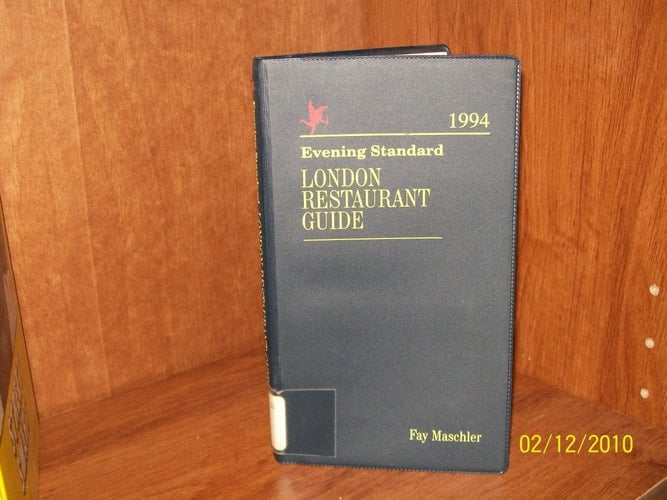 1994
Evening Standard
LONDON
RESTAURANT
GUIDE
Fay Maschler
02/12/2010